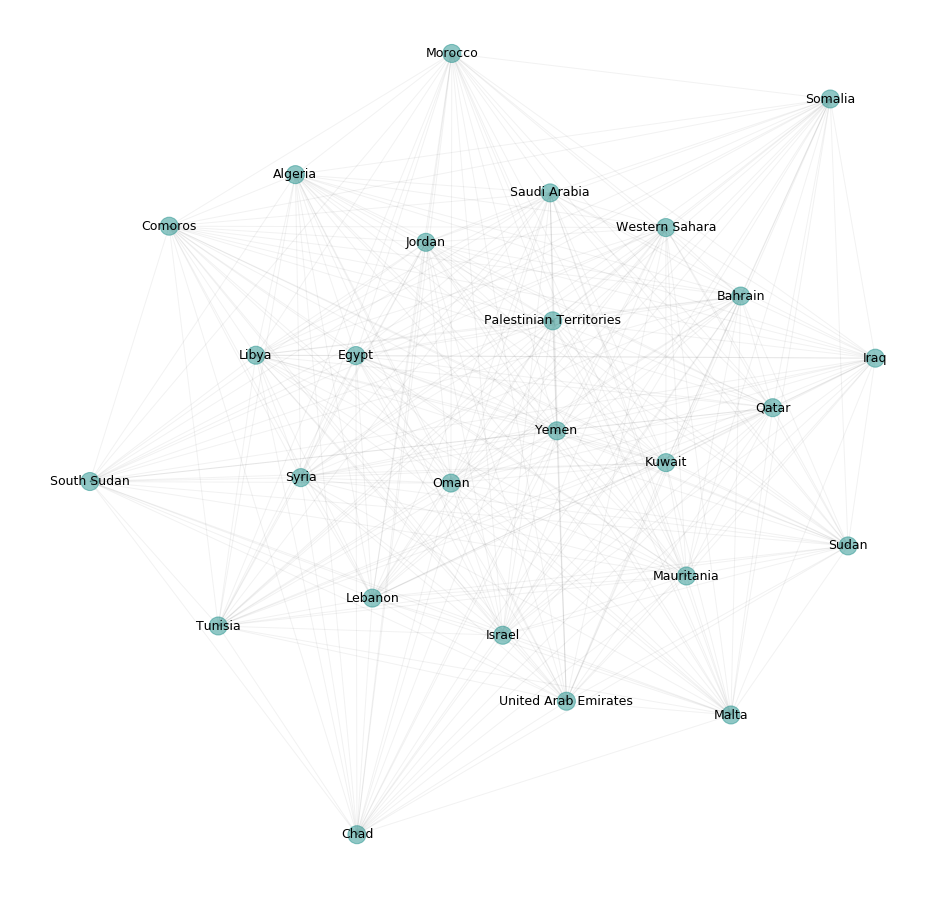 Morocco
Somalia
Algeria
Saudi Arabia
Comoros
Western Sahara
Jordan
Bahrain
Palestinian Territories
Libya
Egypt
Iraq
Qatar
Yemen
Kuwait
South Sudan
Syria
Oman
Sudan
Mauritania
Lebanon
Tunisia
Israel
United Arab Emirates
Malta
Chad